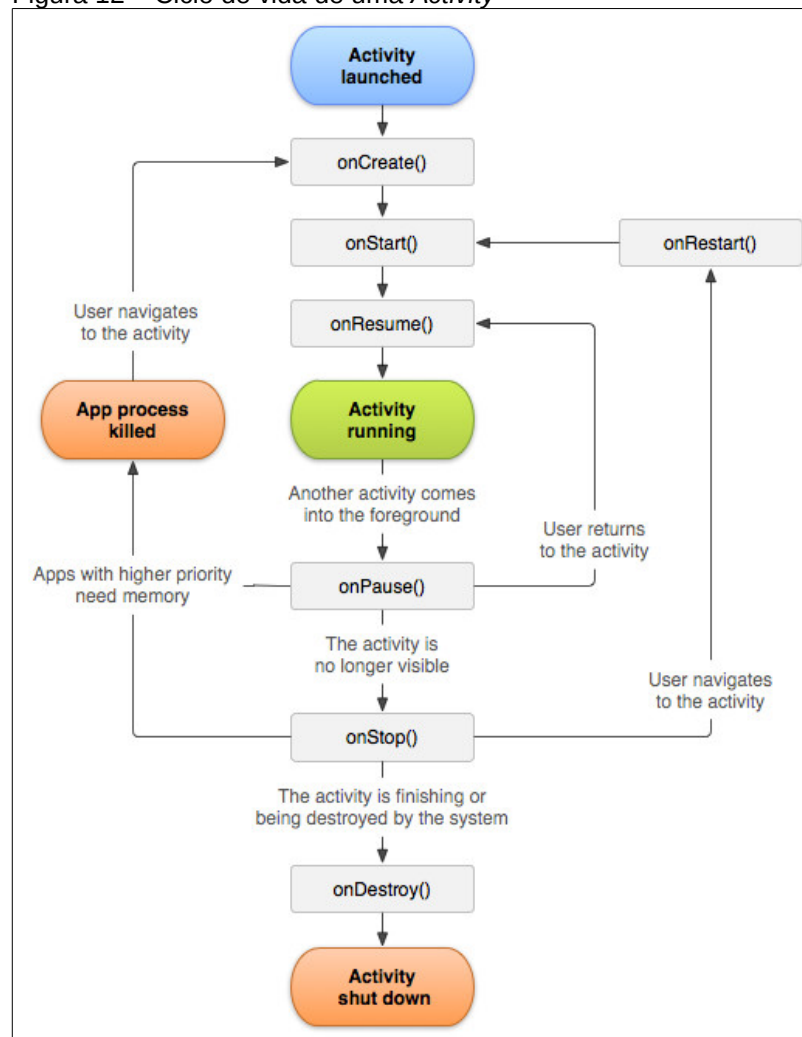 Figura 12 – Ciclo de vida de uma Activity
Activity
launched
onCreate()
onStart()
onRestart()
User navigates
to the activity
onResume()
App process
killed
Activity
running
Another activity comes
into the foreground
User returns
to the activity
Apps with higher priority
need memory
onPause()
The activity is
no longer visible
User navigates
to the activity
onStop()
The activity is finishing or
being destroyed by the system
onDestroy()
Activity
shut down